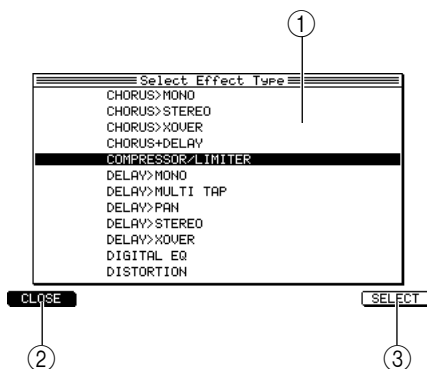 ①
Select Effect Type
CHORUS>MONO
CHORUS>STEREO
CHORUS>XOVER
CHORUS+DELAY
COMPRESSOR/LIMITER
DELAY>MONO
DELAY>MULTI TAP
DELAY>PAN
DELAY>STEREO
DELAY>XOVER
DIGITAL EQ
DISTORTION
CLOSE SELECT
② ③